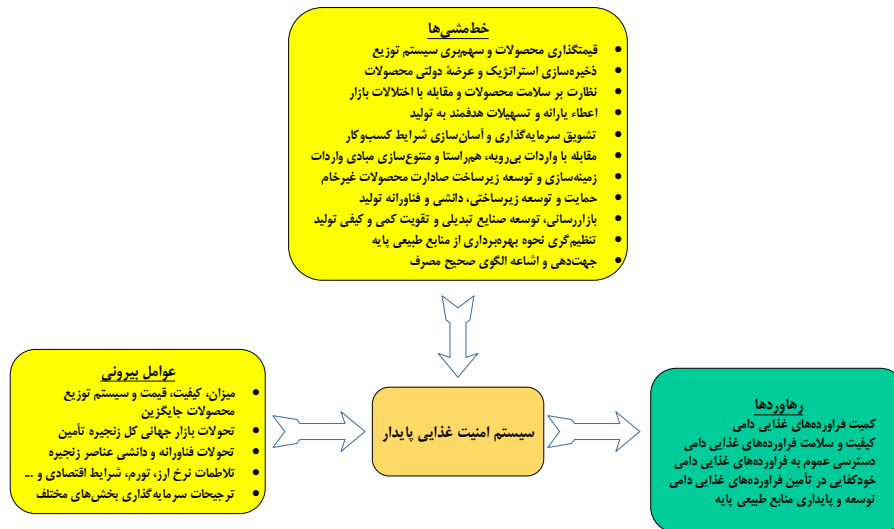 خط‌مشی‌ها
• قیمتگذاری محصولات و سهم‌بری سیستم توزیع
• ذخیره‌سازی استراتژیک و عرضۀ دولتی محصولات
• نظارت بر سلامت محصولات و مقابله با اختلالات بازار
• اعطاء یارانه و تسهیلات هدفمند به تولید
• تشویق سرمایه‌گذاری و آسان‌سازی شرایط کسب‌وکار
• مقابله با واردات بی‌رویه، هم‌راستا و متنوع‌سازی مبادی واردات
• زمینه‌سازی و توسعه زیرساخت صادارت محصولات غیرخام
• حمایت و توسعه زیرساختی، دانشی و فناورانه تولید
• بازاررسانی، توسعه صنایع تبدیلی و تقویت کمی و کیفی تولید
• تنظیم‌گری نحوه بهره‌برداری از منابع طبیعی پایه
• جهت‌دهی و اشاعه الگوی صحیح مصرف
عوامل بیرونی
• میزان، کیفیت، قیمت و سیستم توزیع
محصولات جایگزین
• تحولات بازار جهانی کل زنجیره تأمین
• تحولات فناورانه و دانشی عناصر زنجیره
• تلاطمات نرخ ارز، تورم، شرایط اقتصادی و ...
• ترجیحات سرمایه‌گذاری بخش‌های مختلف
سیستم امنیت غذایی پایدار
رهاوردها
کمیت فراورده‌های غذایی دامی
کیفیت و سلامت فراورده‌های غذایی دامی
دسترسی عموم به فراورده‌های غذایی دامی
خودکفایی در تأمین فراورده‌های غذایی دامی
توسعه و پایداری منابع طبیعی پایه